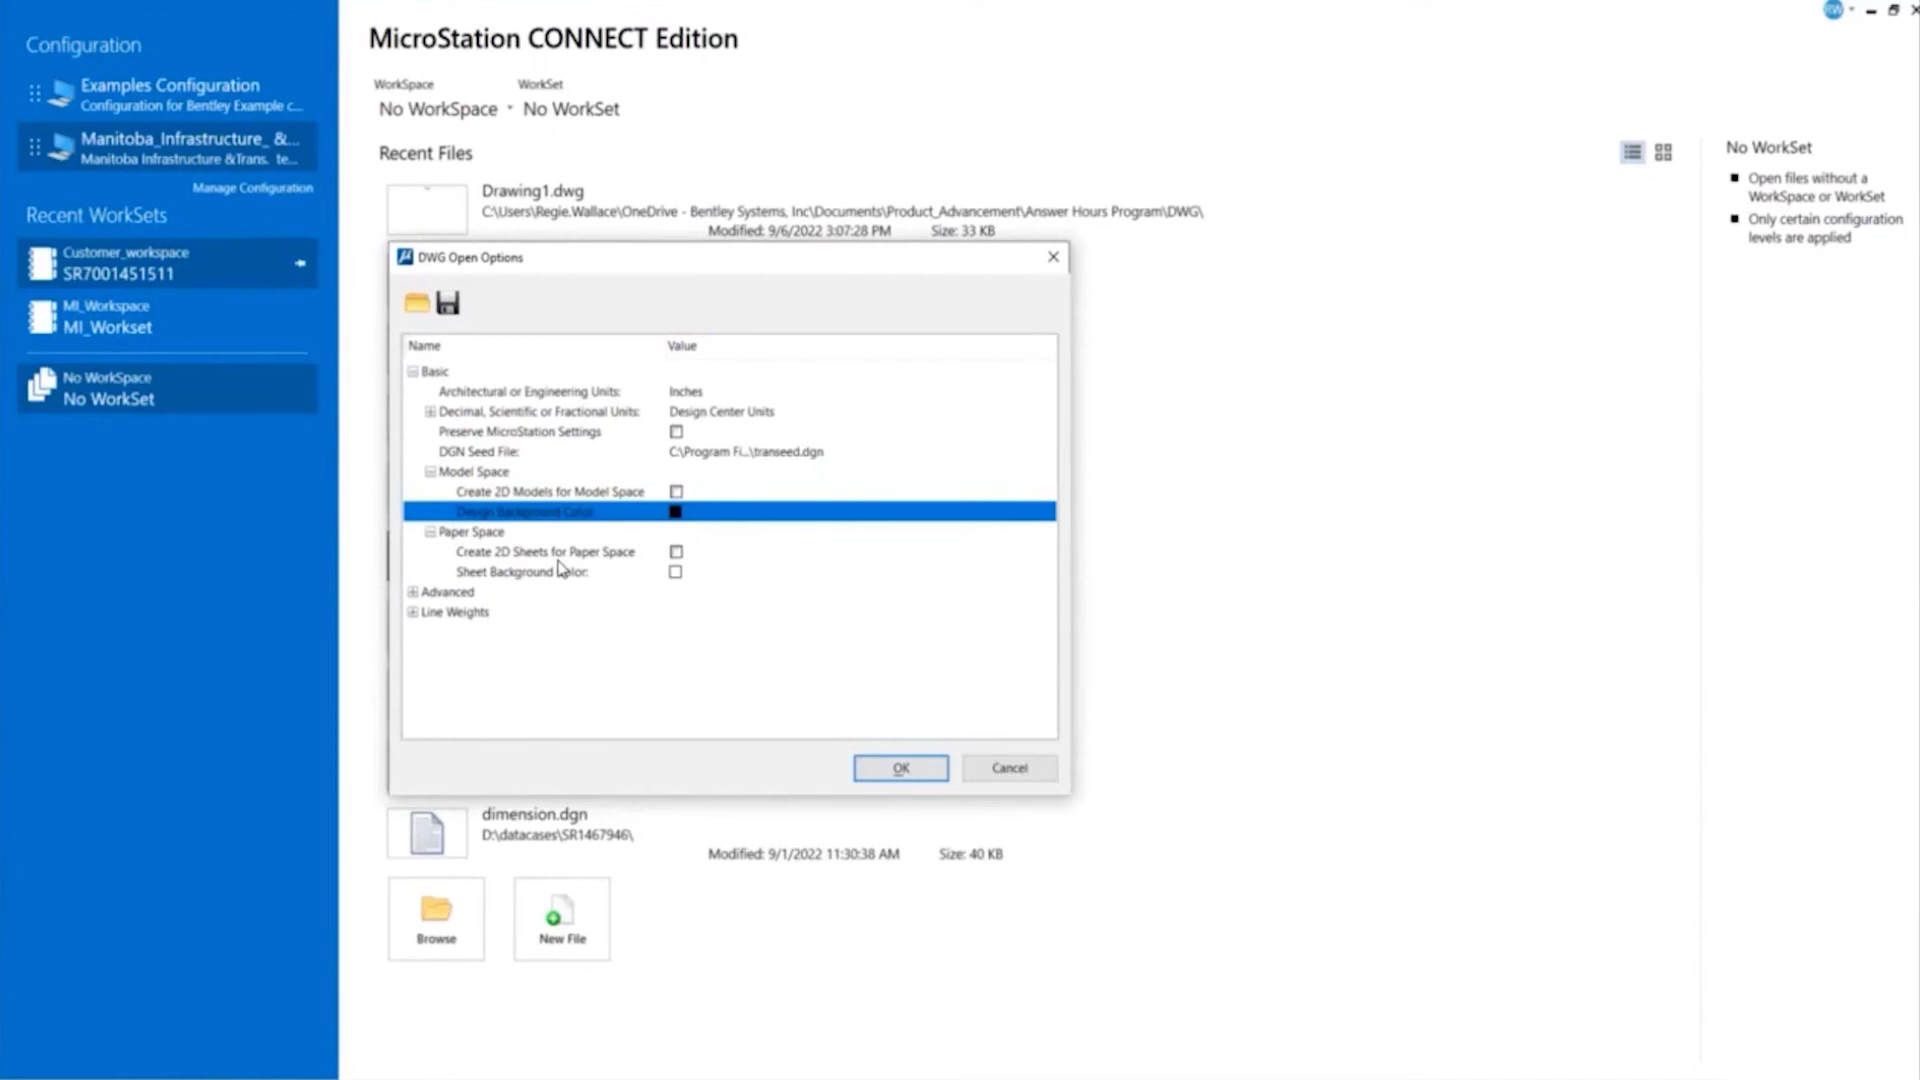 Configuration
Examples Configuration
Configuration for Bentley Example c...
Manitoba_Infrastructure_ &...
Manitoba Infrastructure &Trans.  te...
Manage Configuration
Recent WorkSets
Customer_workspace
SR7001451511
MI_Workspace
MI_Workset
No WorkSpace
No WorkSet
RW
MicroStation CONNECT Edition
WorkSpace WorkSet
No WorkSpace No WorkSet
Recent Files
Drawing1.dwg
C:\Users\Regie.Wallace\OneDrive - Bentley Systems, Inc\Documents\Product_Advancement\Answer Hours Program\DWG\
Modified: 9/6/2022 3:07:28 PM Size: 33 KB
DWG Open Options
Name Value
Basic
Architectural or Engineering Units: Inches
Decimal, Scientific or Fractional Units: Design Center Units
Preserve MicroStation Settings
DGN Seed File: C:\Program Fi...\transeed.dgn
Model Space
Create 2D Models for Model Space
Design Background Color:
Paper Space
Create 2D Sheets for Paper Space
Sheet Background Color:
Advanced
Line Weights
OK Cancel
dimension.dgn
D:\datacases\SR1467946\
Modified: 9/1/2022 11:30:38 AM Size: 40 KB
Browse New File
No WorkSet
Open files without a
WorkSpace or WorkSet
Only certain configuration
levels are applied